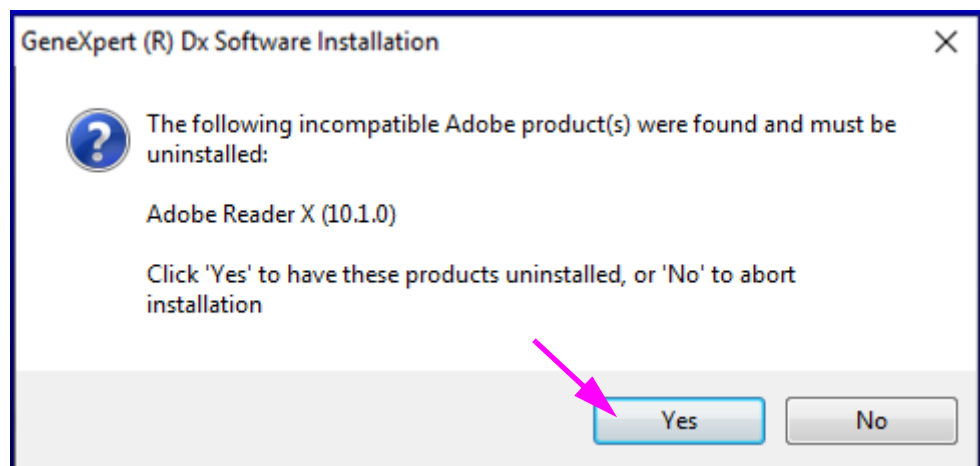 GeneXpert (R) Dx Software Installation
The following incompatible Adobe product(s) were found and must be
uninstalled:
Adobe Reader X (10.1.0)
Click 'Yes' to have these products uninstalled, or 'No' to abort
installation
Yes
No